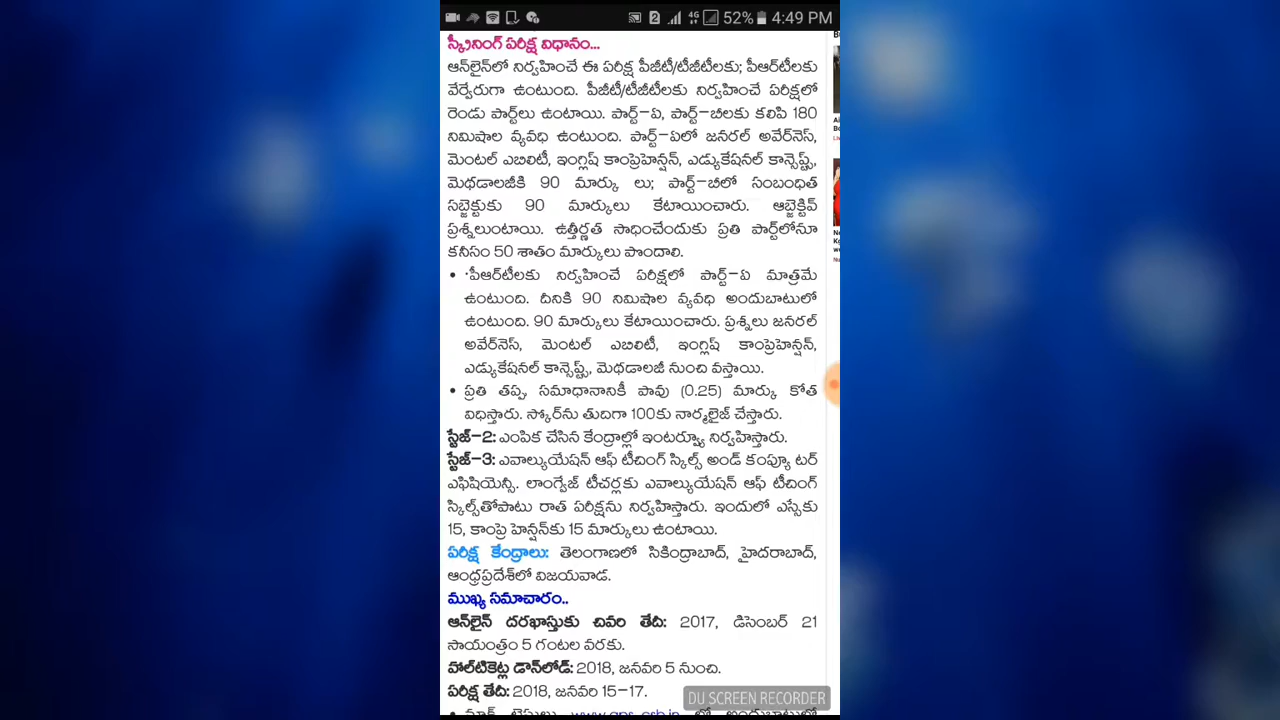 52% 4:49 PM
స్క్రీనింగ్ పరీక్ష విధానం...
ఆన్‌లైన్‌లో నిర్వహించే ఈ పరీక్ష పీజీటీ/టీజీటీలకు; పీఆర్‌టీలకు
వేర్వేరుగా ఉంటుంది. పీజీటీ/టీజీటీలకు నిర్వహించే పరీక్షలో
రెండు పార్ట్‌లు ఉంటాయి. పార్ట్-ఏ, పార్ట్-బీలకు కలిపి 180
నిమిషాల వ్యవధి ఉంటుంది. పార్ట్-ఏలో జనరల్ అవేర్‌నెస్,
మెంటల్ ఎబిలిటీ, ఇంగ్లిష్ కాంప్రెహెన్షన్, ఎడ్యుకేషనల్ కాన్సెప్ట్స్,
మెథడాలజీకి 90 మార్కు లు; పార్ట్-బీలో సంబంధిత
సబ్జెక్టుకు 90 మార్కులు కేటాయించారు. ఆబ్జెక్టివ్
ప్రశ్నలుంటాయి. ఉత్తీర్ణత సాధించేందుకు ప్రతి పార్ట్‌లోనూ
కనీసం 50 శాతం మార్కులు పొందాలి.
• ·పీఆర్‌టీలకు నిర్వహించే పరీక్షలో పార్ట్-ఏ మాత్రమే
ఉంటుంది. దీనికి 90 నిమిషాల వ్యవధి అందుబాటులో
ఉంటుంది. 90 మార్కులు కేటాయించారు. ప్రశ్నలు జనరల్
అవేర్‌నెస్, మెంటల్ ఎబిలిటీ, ఇంగ్లిష్ కాంప్రెహెన్షన్,
ఎడ్యుకేషనల్ కాన్సెప్ట్స్, మెథడాలజీ నుంచి వస్తాయి.
• ప్రతి తప్పు సమాధానానికీ పావు (0.25) మార్కు కోత
విధిస్తారు. స్కోర్‌ను తుదిగా 100కు నార్మలైజ్ చేస్తారు.
స్టేజ్-2: ఎంపిక చేసిన కేంద్రాల్లో ఇంటర్వ్యూ నిర్వహిస్తారు.
స్టేజ్-3: ఎవాల్యుయేషన్ ఆఫ్ టీచింగ్ స్కిల్స్ అండ్ కంప్యూ టర్
ఎఫిషియెన్సీ. లాంగ్వేజ్ టీచర్లకు ఎవాల్యుయేషన్ ఆఫ్ టీచింగ్
స్కిల్స్‌తోపాటు రాత పరీక్షను నిర్వహిస్తారు. ఇందులో ఎస్సేకు
15, కాంప్రె హెన్షన్‌కు 15 మార్కులు ఉంటాయి.
పరీక్ష కేంద్రాలు: తెలంగాణలో సికింద్రాబాద్, హైదరాబాద్,
ఆంధ్రప్రదేశ్‌లో విజయవాడ.
ముఖ్య సమాచారం..
ఆన్‌లైన్ దరఖాస్తుకు చివరి తేది: 2017, డిసెంబర్ 21
సాయంత్రం 5 గంటల వరకు.
హాల్‌టికెట్ల డౌన్‌లోడ్: 2018, జనవరి 5 నుంచి.
పరీక్ష తేది: 2018, జనవరి 15-17.
DU SCREEN RECORDER